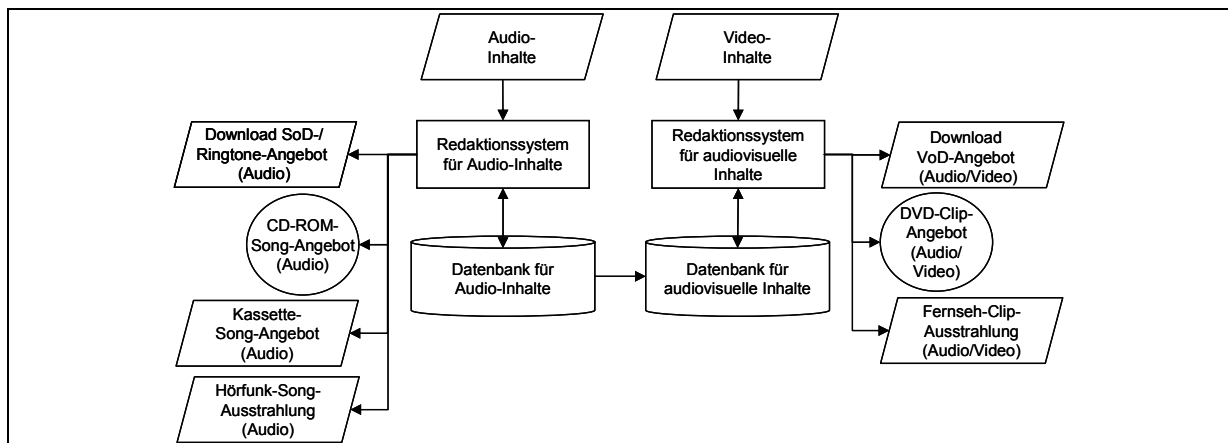 Audio-
Inhalte
Video-
Inhalte
Download SoD-/
Ringtone-Angebot
(Audio)
Redaktionssystem
für Audio-Inhalte
Redaktionssystem
für audiovisuelle
Inhalte
Download
VoD-Angebot
(Audio/Video)
CD-ROM-
Song-Angebot
(Audio)
Datenbank für
Audio-Inhalte
Datenbank für
audiovisuelle Inhalte
DVD-Clip-
Angebot
(Audio/
Video)
Kassette-
Song-Angebot
(Audio)
Fernseh-Clip-
Ausstrahlung
(Audio/Video)
Hörfunk-Song-
Ausstrahlung
(Audio)